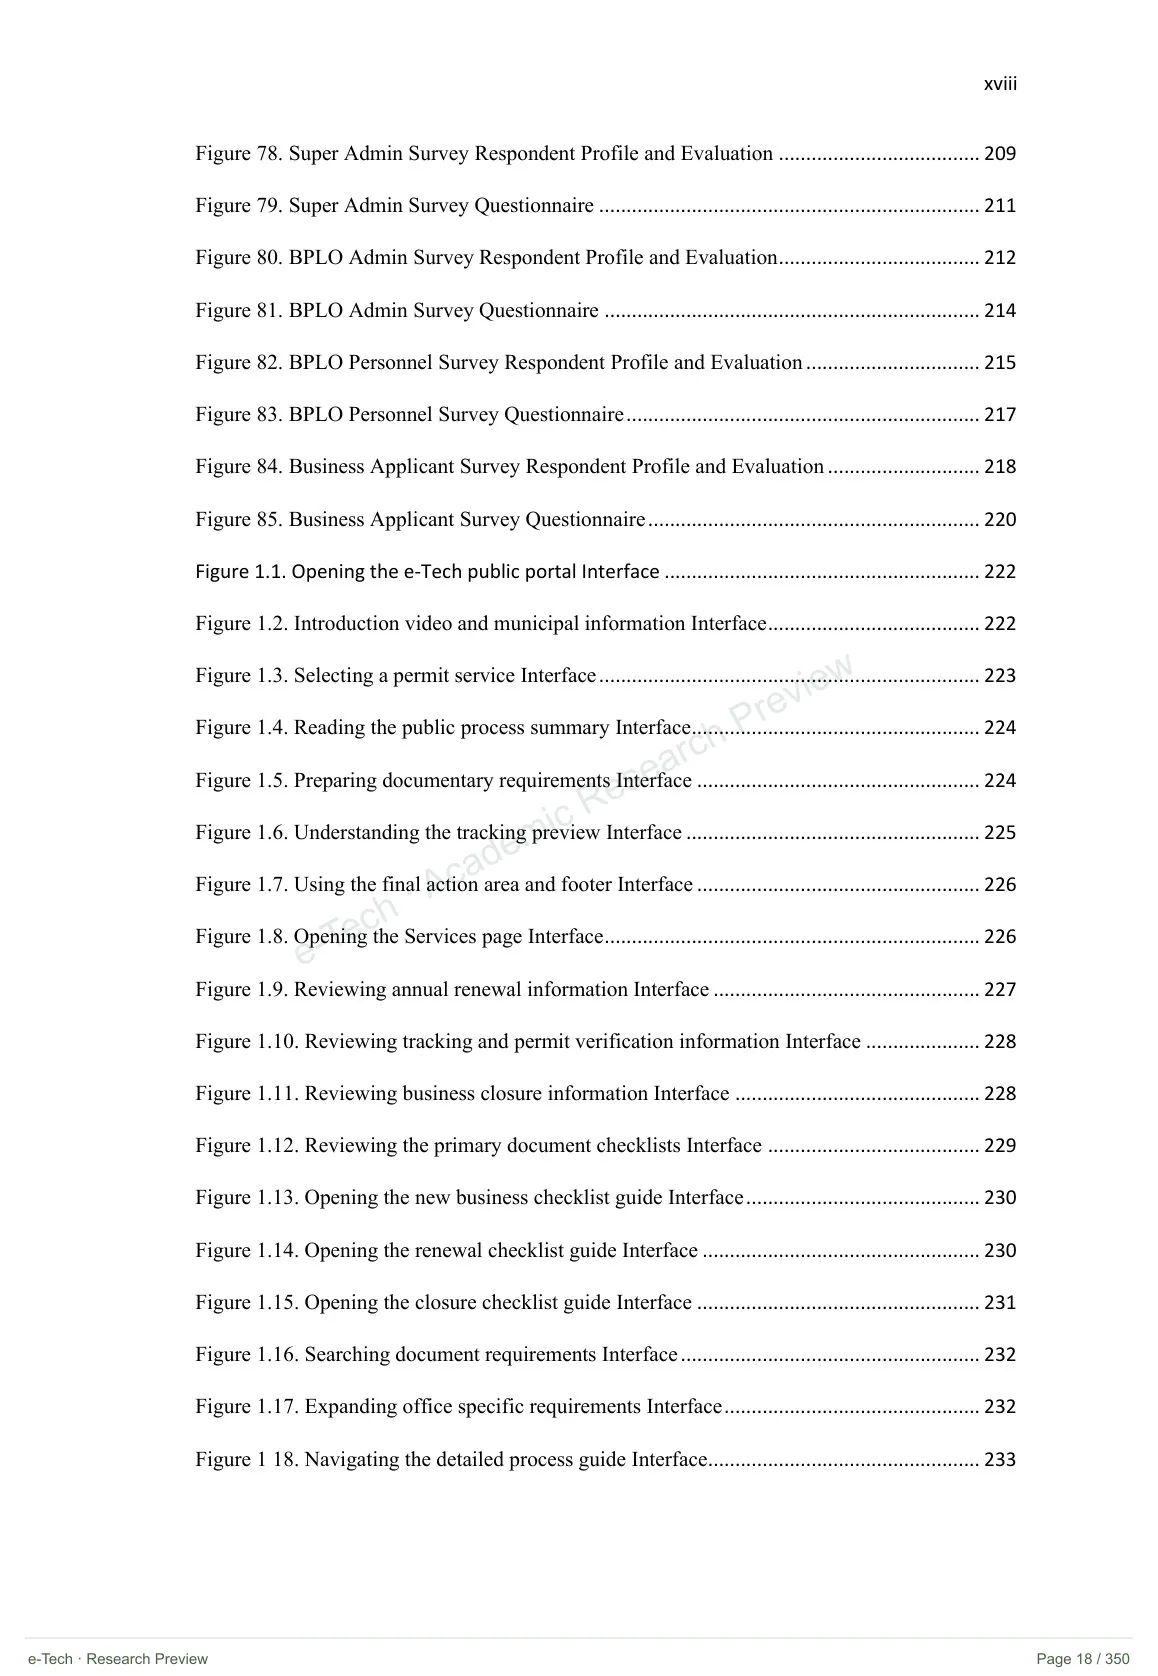 xviii
Figure 78. Super Admin Survey Respondent Profile and Evaluation ..................................... 209
Figure 79. Super Admin Survey Questionnaire ...................................................................... 211
Figure 80. BPLO Admin Survey Respondent Profile and Evaluation..................................... 212
Figure 81. BPLO Admin Survey Questionnaire ..................................................................... 214
Figure 82. BPLO Personnel Survey Respondent Profile and Evaluation ................................ 215
Figure 83. BPLO Personnel Survey Questionnaire................................................................. 217
Figure 84. Business Applicant Survey Respondent Profile and Evaluation ............................ 218
Figure 85. Business Applicant Survey Questionnaire............................................................. 220
Figure 1.1. Opening the e-Tech public portal Interface .......................................................... 222
Figure 1.2. Introduction video and municipal information Interface....................................... 222
Figure 1.3. Selecting a permit service Interface...................................................................... 223
Figure 1.4. Reading the public process summary Interface..................................................... 224
Figure 1.5. Preparing documentary requirements Interface .................................................... 224
Figure 1.6. Understanding the tracking preview Interface ...................................................... 225
Figure 1.7. Using the final action area and footer Interface .................................................... 226
Figure 1.8. Opening the Services page Interface..................................................................... 226
Figure 1.9. Reviewing annual renewal information Interface ................................................. 227
Figure 1.10. Reviewing tracking and permit verification information Interface ..................... 228
Figure 1.11. Reviewing business closure information Interface ............................................. 228
Figure 1.12. Reviewing the primary document checklists Interface ....................................... 229
Figure 1.13. Opening the new business checklist guide Interface........................................... 230
Figure 1.14. Opening the renewal checklist guide Interface ................................................... 230
Figure 1.15. Opening the closure checklist guide Interface .................................................... 231
Figure 1.16. Searching document requirements Interface....................................................... 232
Figure 1.17. Expanding office specific requirements Interface............................................... 232
Figure 1 18. Navigating the detailed process guide Interface.................................................. 233
e-Tech · Academic Research Preview
e-Tech · Research Preview
Page 18 / 350